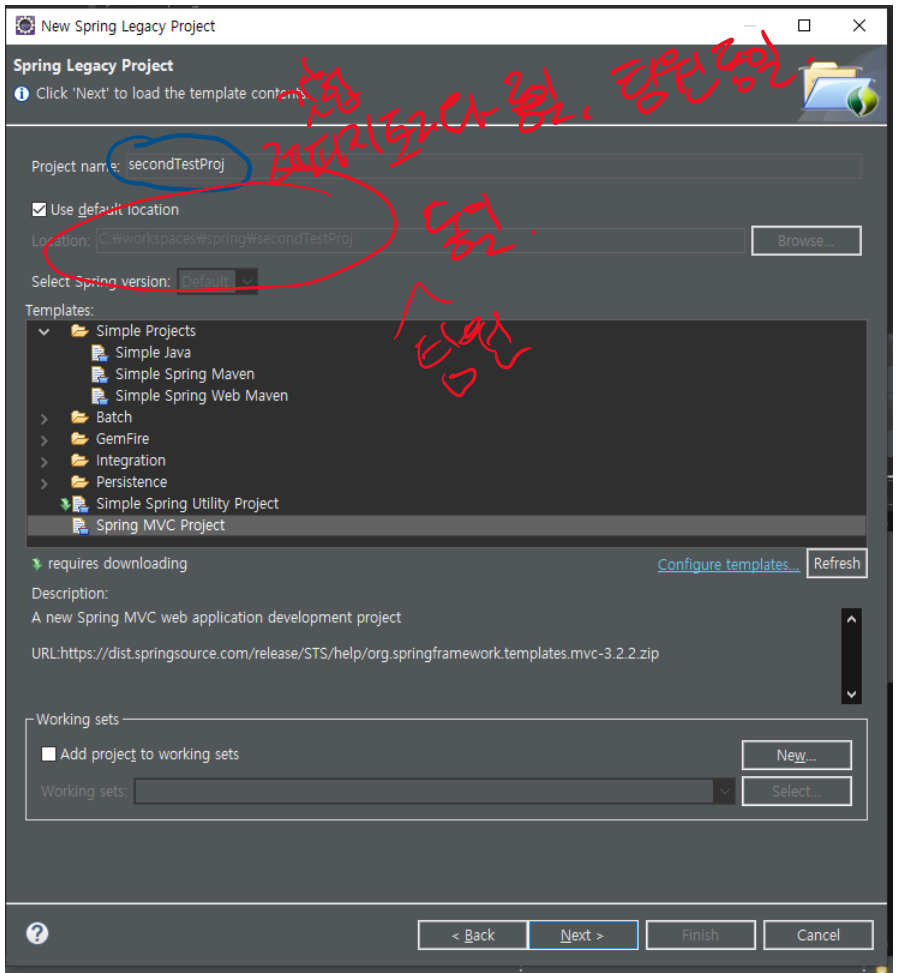 New Spring Legacy Project
Spring Legacy Project
Click 'Next' to load the template contents.
Project name: secondTestProj
Use default location
Location: C:₩workspaces₩spring₩secondTestProj
Browse...
동일.
Select Spring version: Default
Templates:
Simple Projects
Simple Java
Simple Spring Maven
Simple Spring Web Maven
Batch
GemFire
Integration
Persistence
Simple Spring Utility Project
Spring MVC Project
requires downloading
Configure templates...
Refresh
Description:
A new Spring MVC web application development project
URL:https://dist.springsource.com/release/STS/help/org.springframework.templates.mvc-3.2.2.zip
Working sets
Add project to working sets
New...
Working sets:
Select...
< Back
Next >
Finish
Cancel